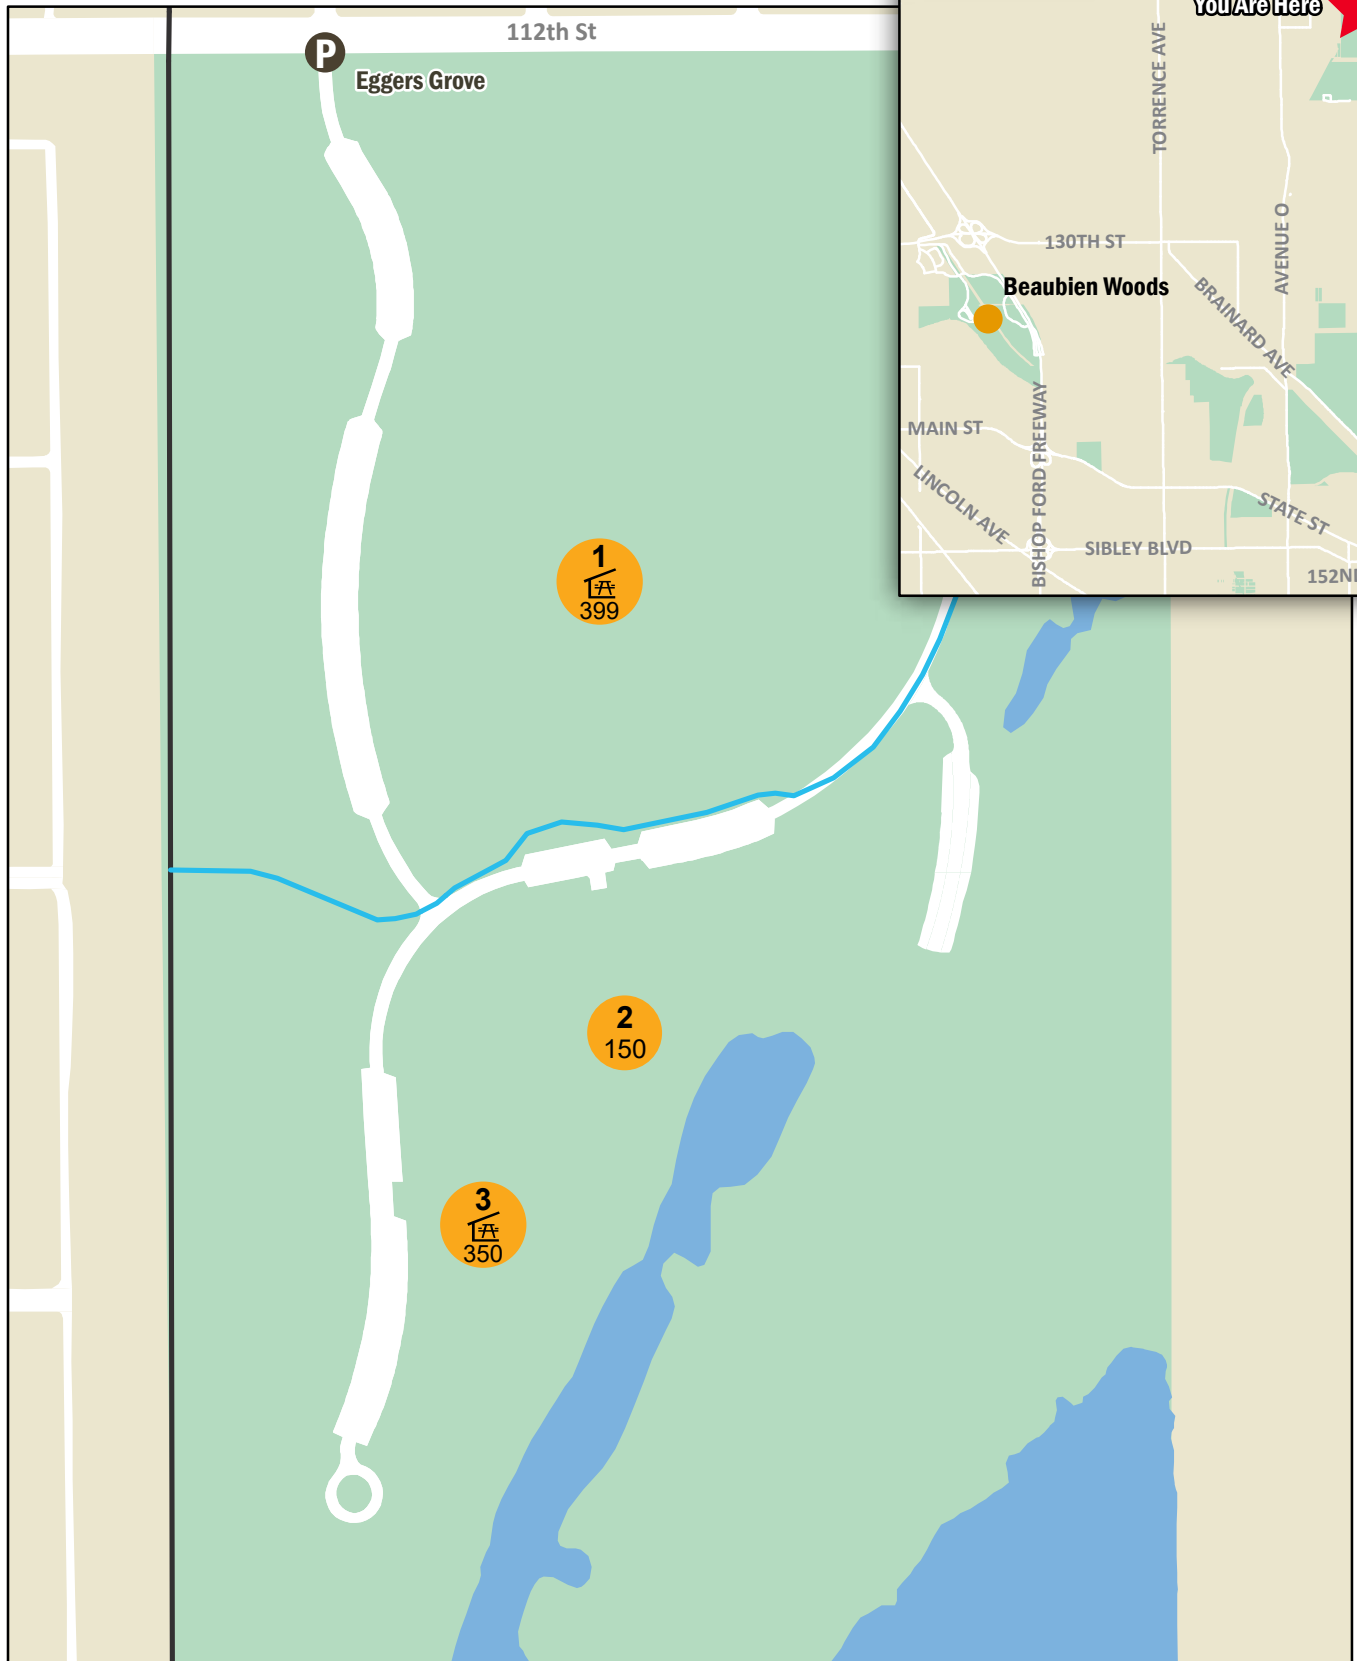 112th St
P
Eggers Grove
You Are Here
TORRENCE AVE
AVENUE O
130TH ST
Beaubien Woods
BRAINARD AVE
BISHOP FORD FREEWAY
MAIN ST
LINCOLN AVE
STATE ST
SIBLEY BLVD
1
399
2
150
3
350